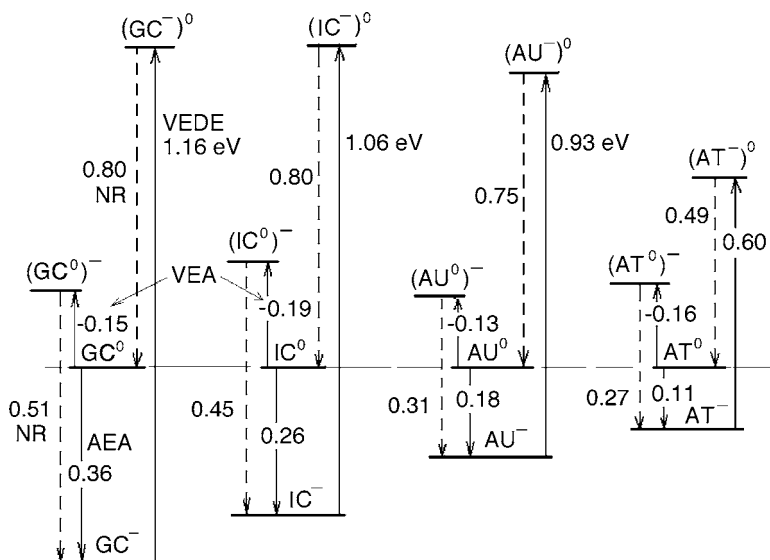 (GC⁻)⁰
VEDE
1.16 eV
0.80
NR
(GC⁰)⁻
VEA
-0.15
GC⁰
0.51
NR
AEA
0.36
GC⁻
(IC⁻)⁰
1.06 eV
0.80
(IC⁰)⁻
-0.19
IC⁰
0.45
0.26
IC⁻
(AU⁻)⁰
0.93 eV
0.75
(AU⁰)⁻
-0.13
AU⁰
0.31
0.18
AU⁻
(AT⁻)⁰
0.49
0.60
(AT⁰)⁻
-0.16
AT⁰
0.27
0.11
AT⁻